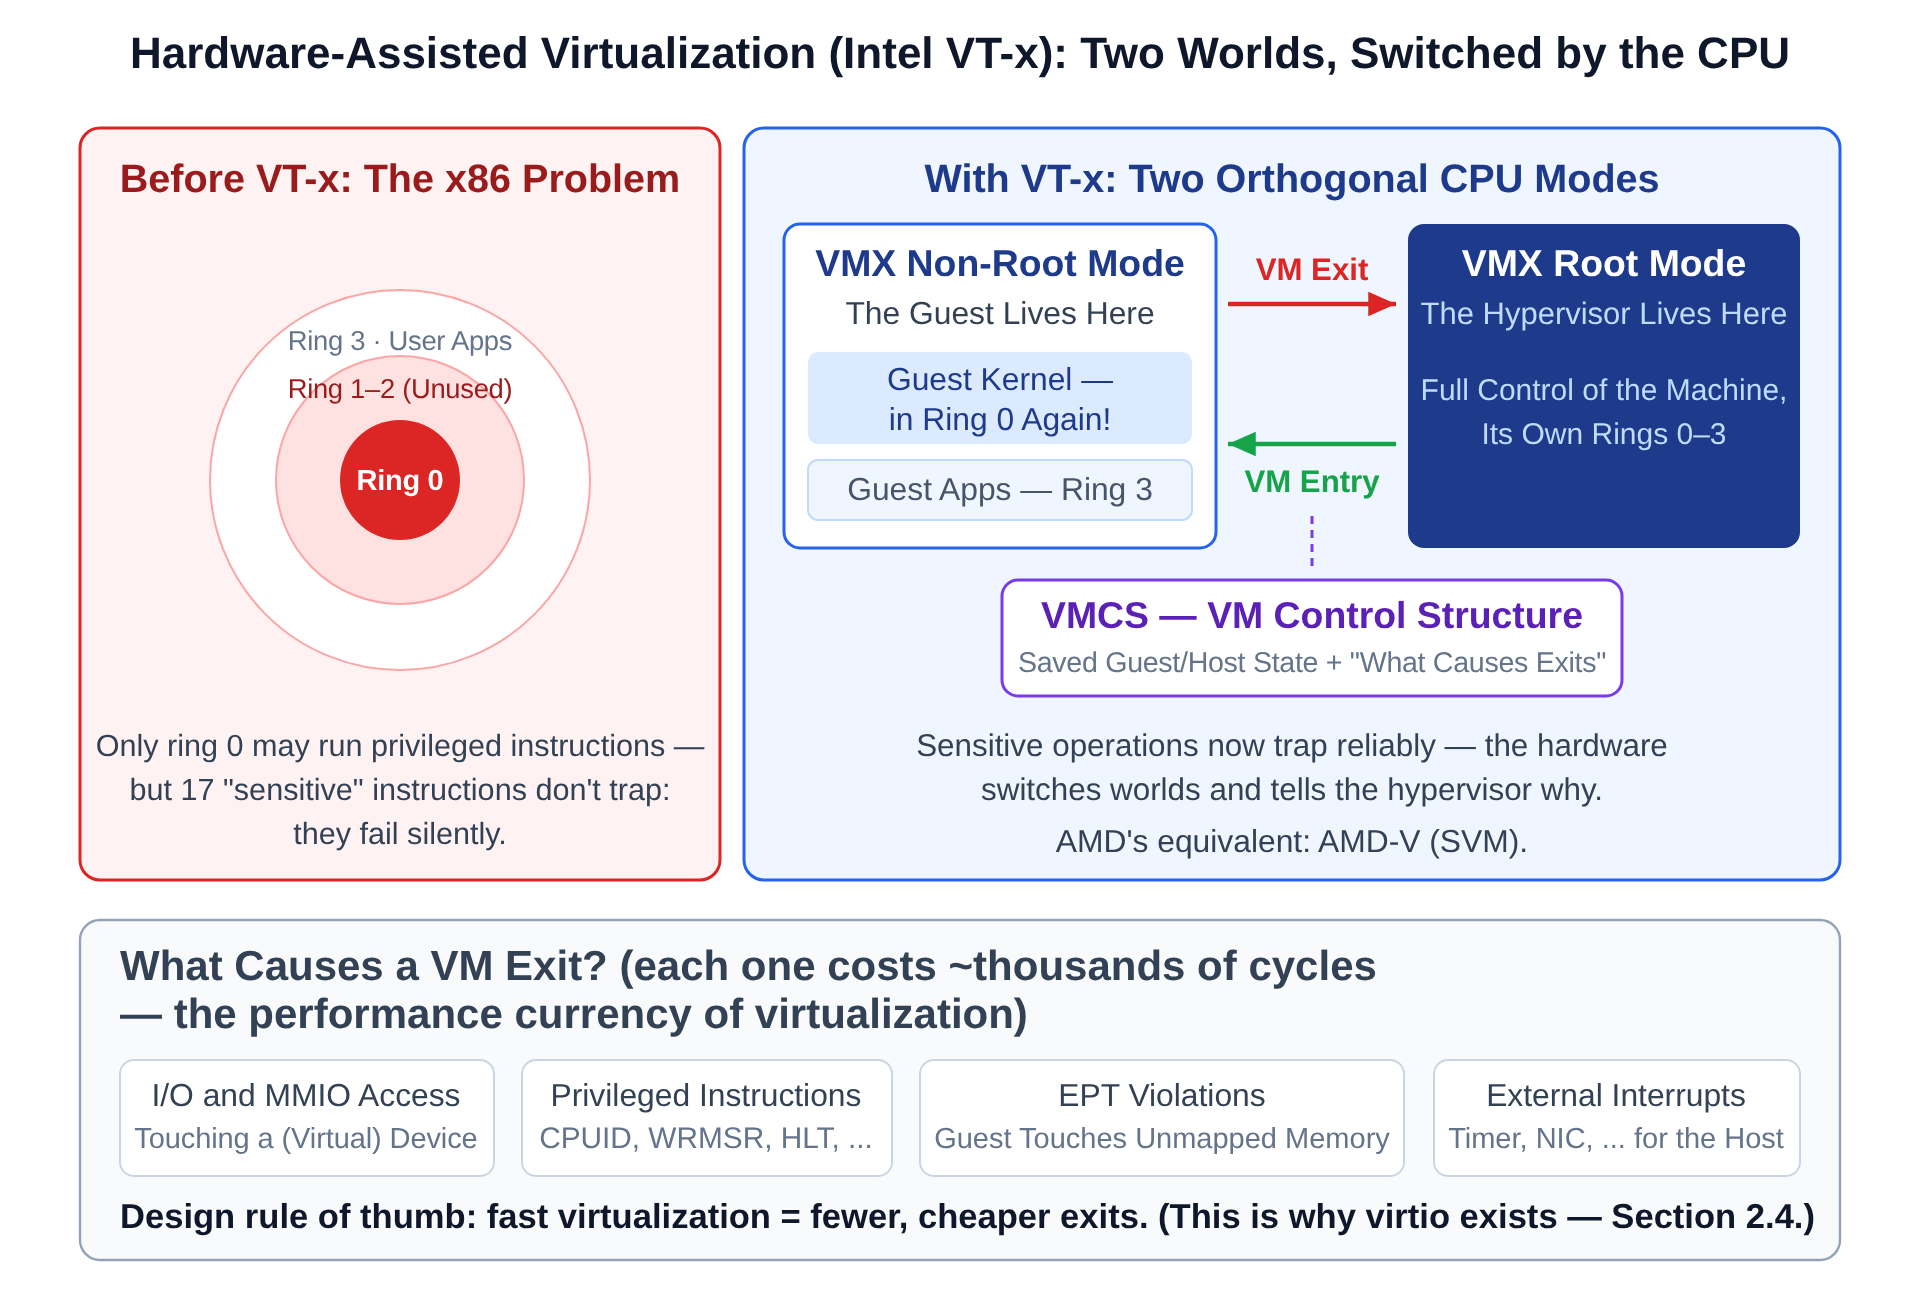 Hardware-Assisted Virtualization (Intel VT-x): Two Worlds, Switched by the CPU
Before VT-x: The x86 Problem
Ring 3 · User Apps
Ring 1–2 (Unused)
Ring 0
Only ring 0 may run privileged instructions —
but 17 "sensitive" instructions don't trap:
they fail silently.
With VT-x: Two Orthogonal CPU Modes
VMX Non-Root Mode
The Guest Lives Here
Guest Kernel —
in Ring 0 Again!
Guest Apps — Ring 3
VM Exit
VM Entry
VMX Root Mode
The Hypervisor Lives Here
Full Control of the Machine,
Its Own Rings 0–3
VMCS — VM Control Structure
Saved Guest/Host State + "What Causes Exits"
Sensitive operations now trap reliably — the hardware
switches worlds and tells the hypervisor why.
AMD's equivalent: AMD-V (SVM).
What Causes a VM Exit? (each one costs ~thousands of cycles
— the performance currency of virtualization)
I/O and MMIO Access
Touching a (Virtual) Device
Privileged Instructions
CPUID, WRMSR, HLT, ...
EPT Violations
Guest Touches Unmapped Memory
External Interrupts
Timer, NIC, ... for the Host
Design rule of thumb: fast virtualization = fewer, cheaper exits. (This is why virtio exists — Section 2.4.)